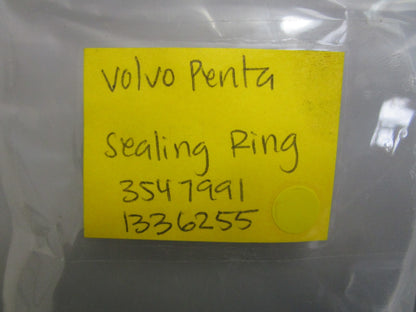 Volvo Penta
Sealing Ring
3547991
1336255